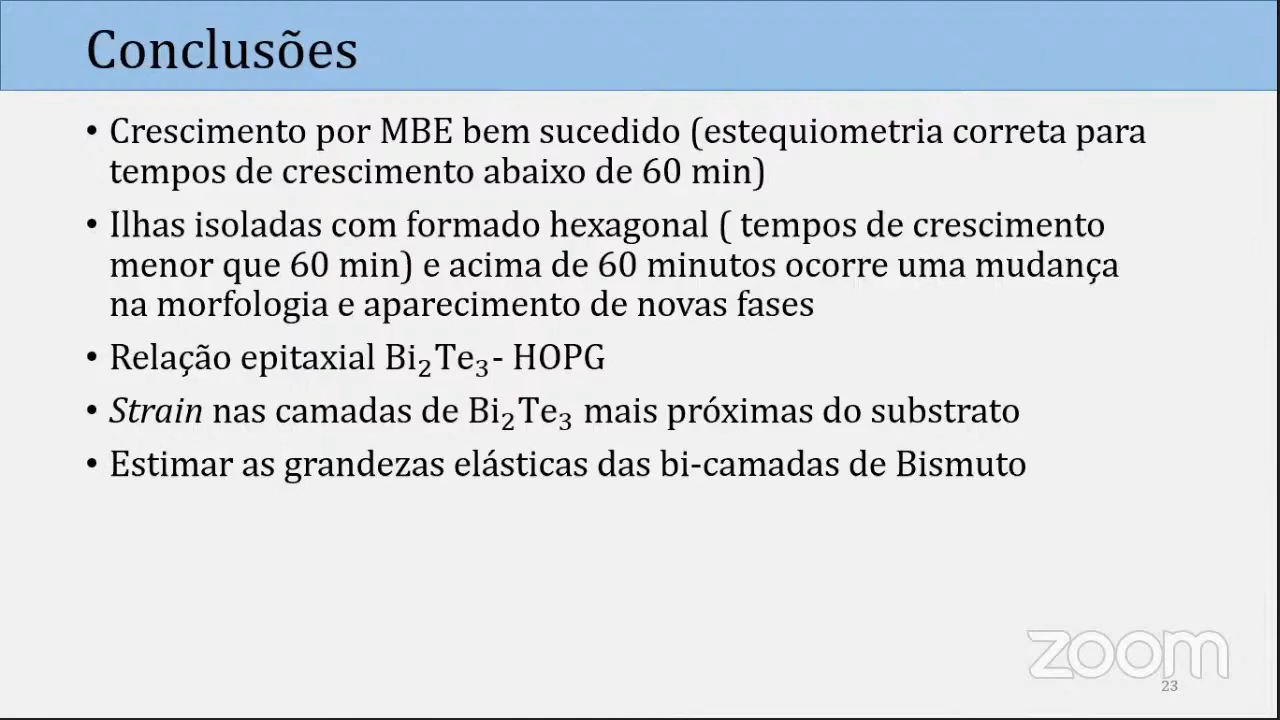 Conclusões
• Crescimento por MBE bem sucedido (estequiometria correta para
tempos de crescimento abaixo de 60 min)
• Ilhas isoladas com formado hexagonal ( tempos de crescimento
menor que 60 min) e acima de 60 minutos ocorre uma mudança
na morfologia e aparecimento de novas fases
• Relação epitaxial Bi₂Te₃- HOPG
• Strain nas camadas de Bi₂Te₃ mais próximas do substrato
• Estimar as grandezas elásticas das bi-camadas de Bismuto
zoom
23